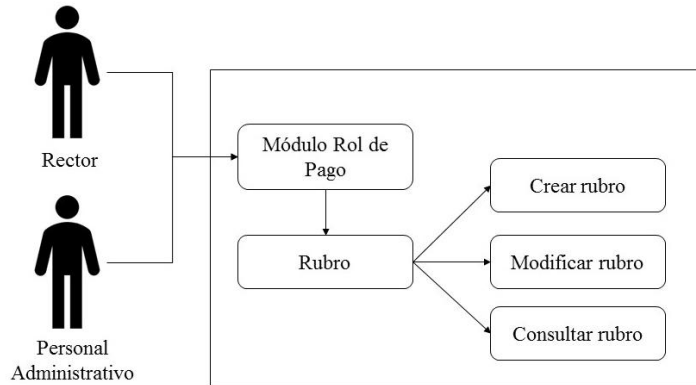 Rector
Personal
Administrativo
Módulo Rol de
Pago
Rubro
Crear rubro
Modificar rubro
Consultar rubro